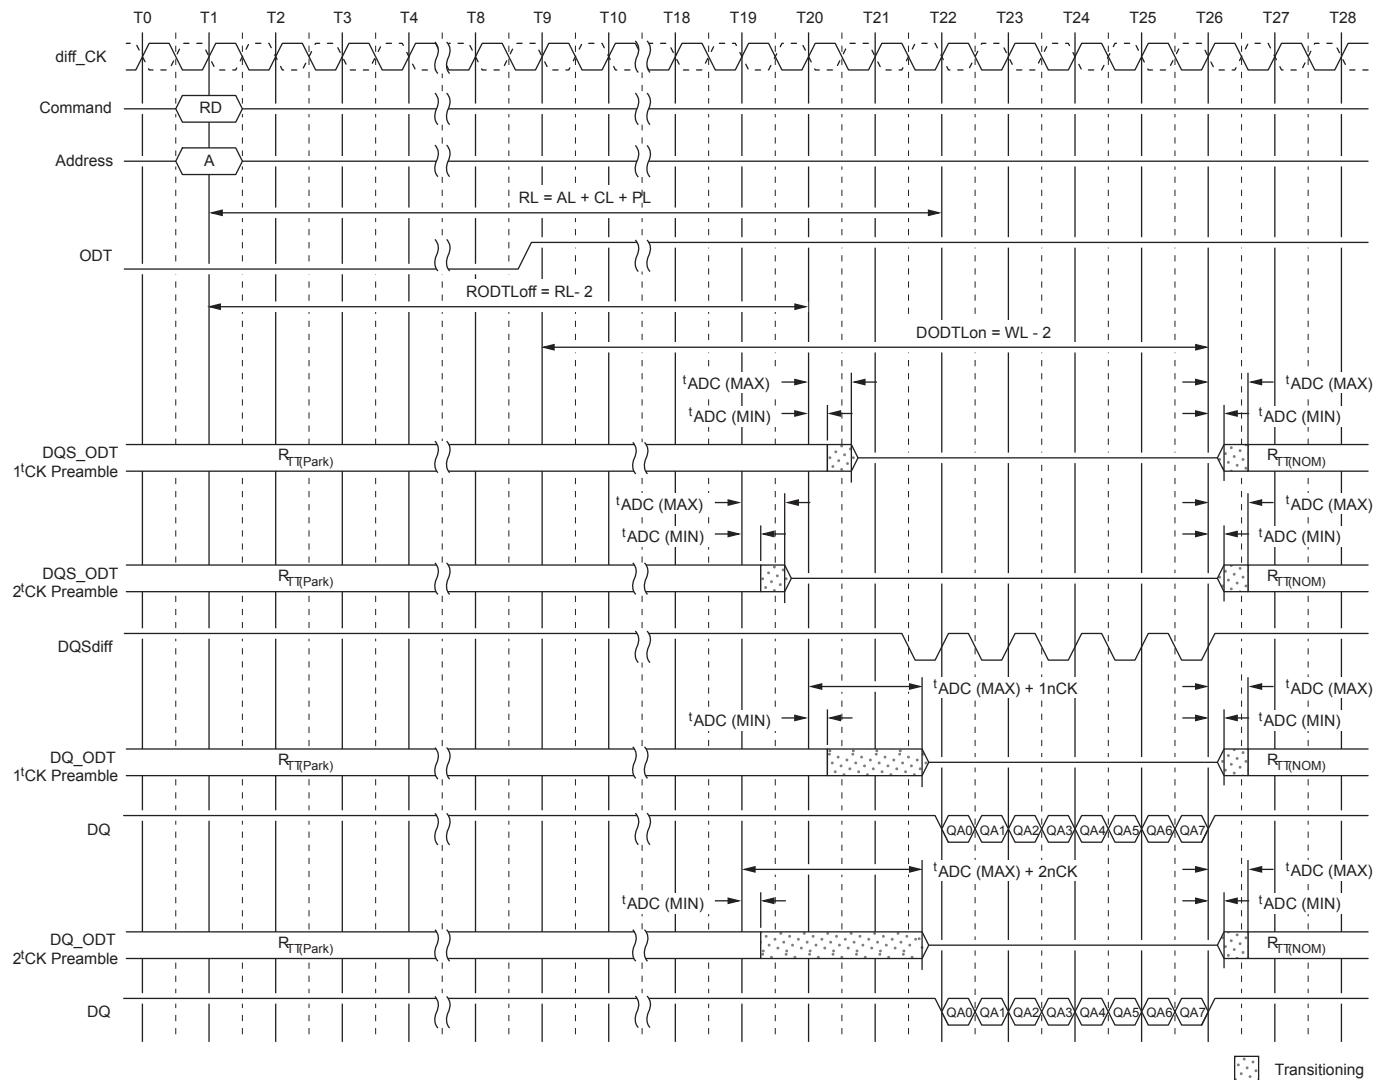 T0 T1 T2 T3 T4 T8 T9 T10 T18 T19 T20 T21 T22 T23 T24 T25 T26 T27 T28
diff_CK
Command RD
Address A
RL = AL + CL + PL
ODT
RODTLoff = RL- 2
DODTLon = WL - 2
tADC (MAX) tADC (MAX)
tADC (MIN) tADC (MIN)
DQS_ODT
1tCK Preamble
RTT(Park) RTT(NOM)
tADC (MAX) tADC (MAX)
tADC (MIN) tADC (MIN)
DQS_ODT
2tCK Preamble
RTT(Park) RTT(NOM)
DQSdiff
tADC (MAX) + 1nCK tADC (MAX)
tADC (MIN) tADC (MIN)
DQ_ODT
1tCK Preamble
RTT(Park) RTT(NOM)
DQ QA0 QA1 QA2 QA3 QA4 QA5 QA6 QA7
tADC (MAX) + 2nCK tADC (MAX)
tADC (MIN) tADC (MIN)
DQ_ODT
2tCK Preamble
RTT(Park) RTT(NOM)
DQ QA0 QA1 QA2 QA3 QA4 QA5 QA6 QA7
Transitioning